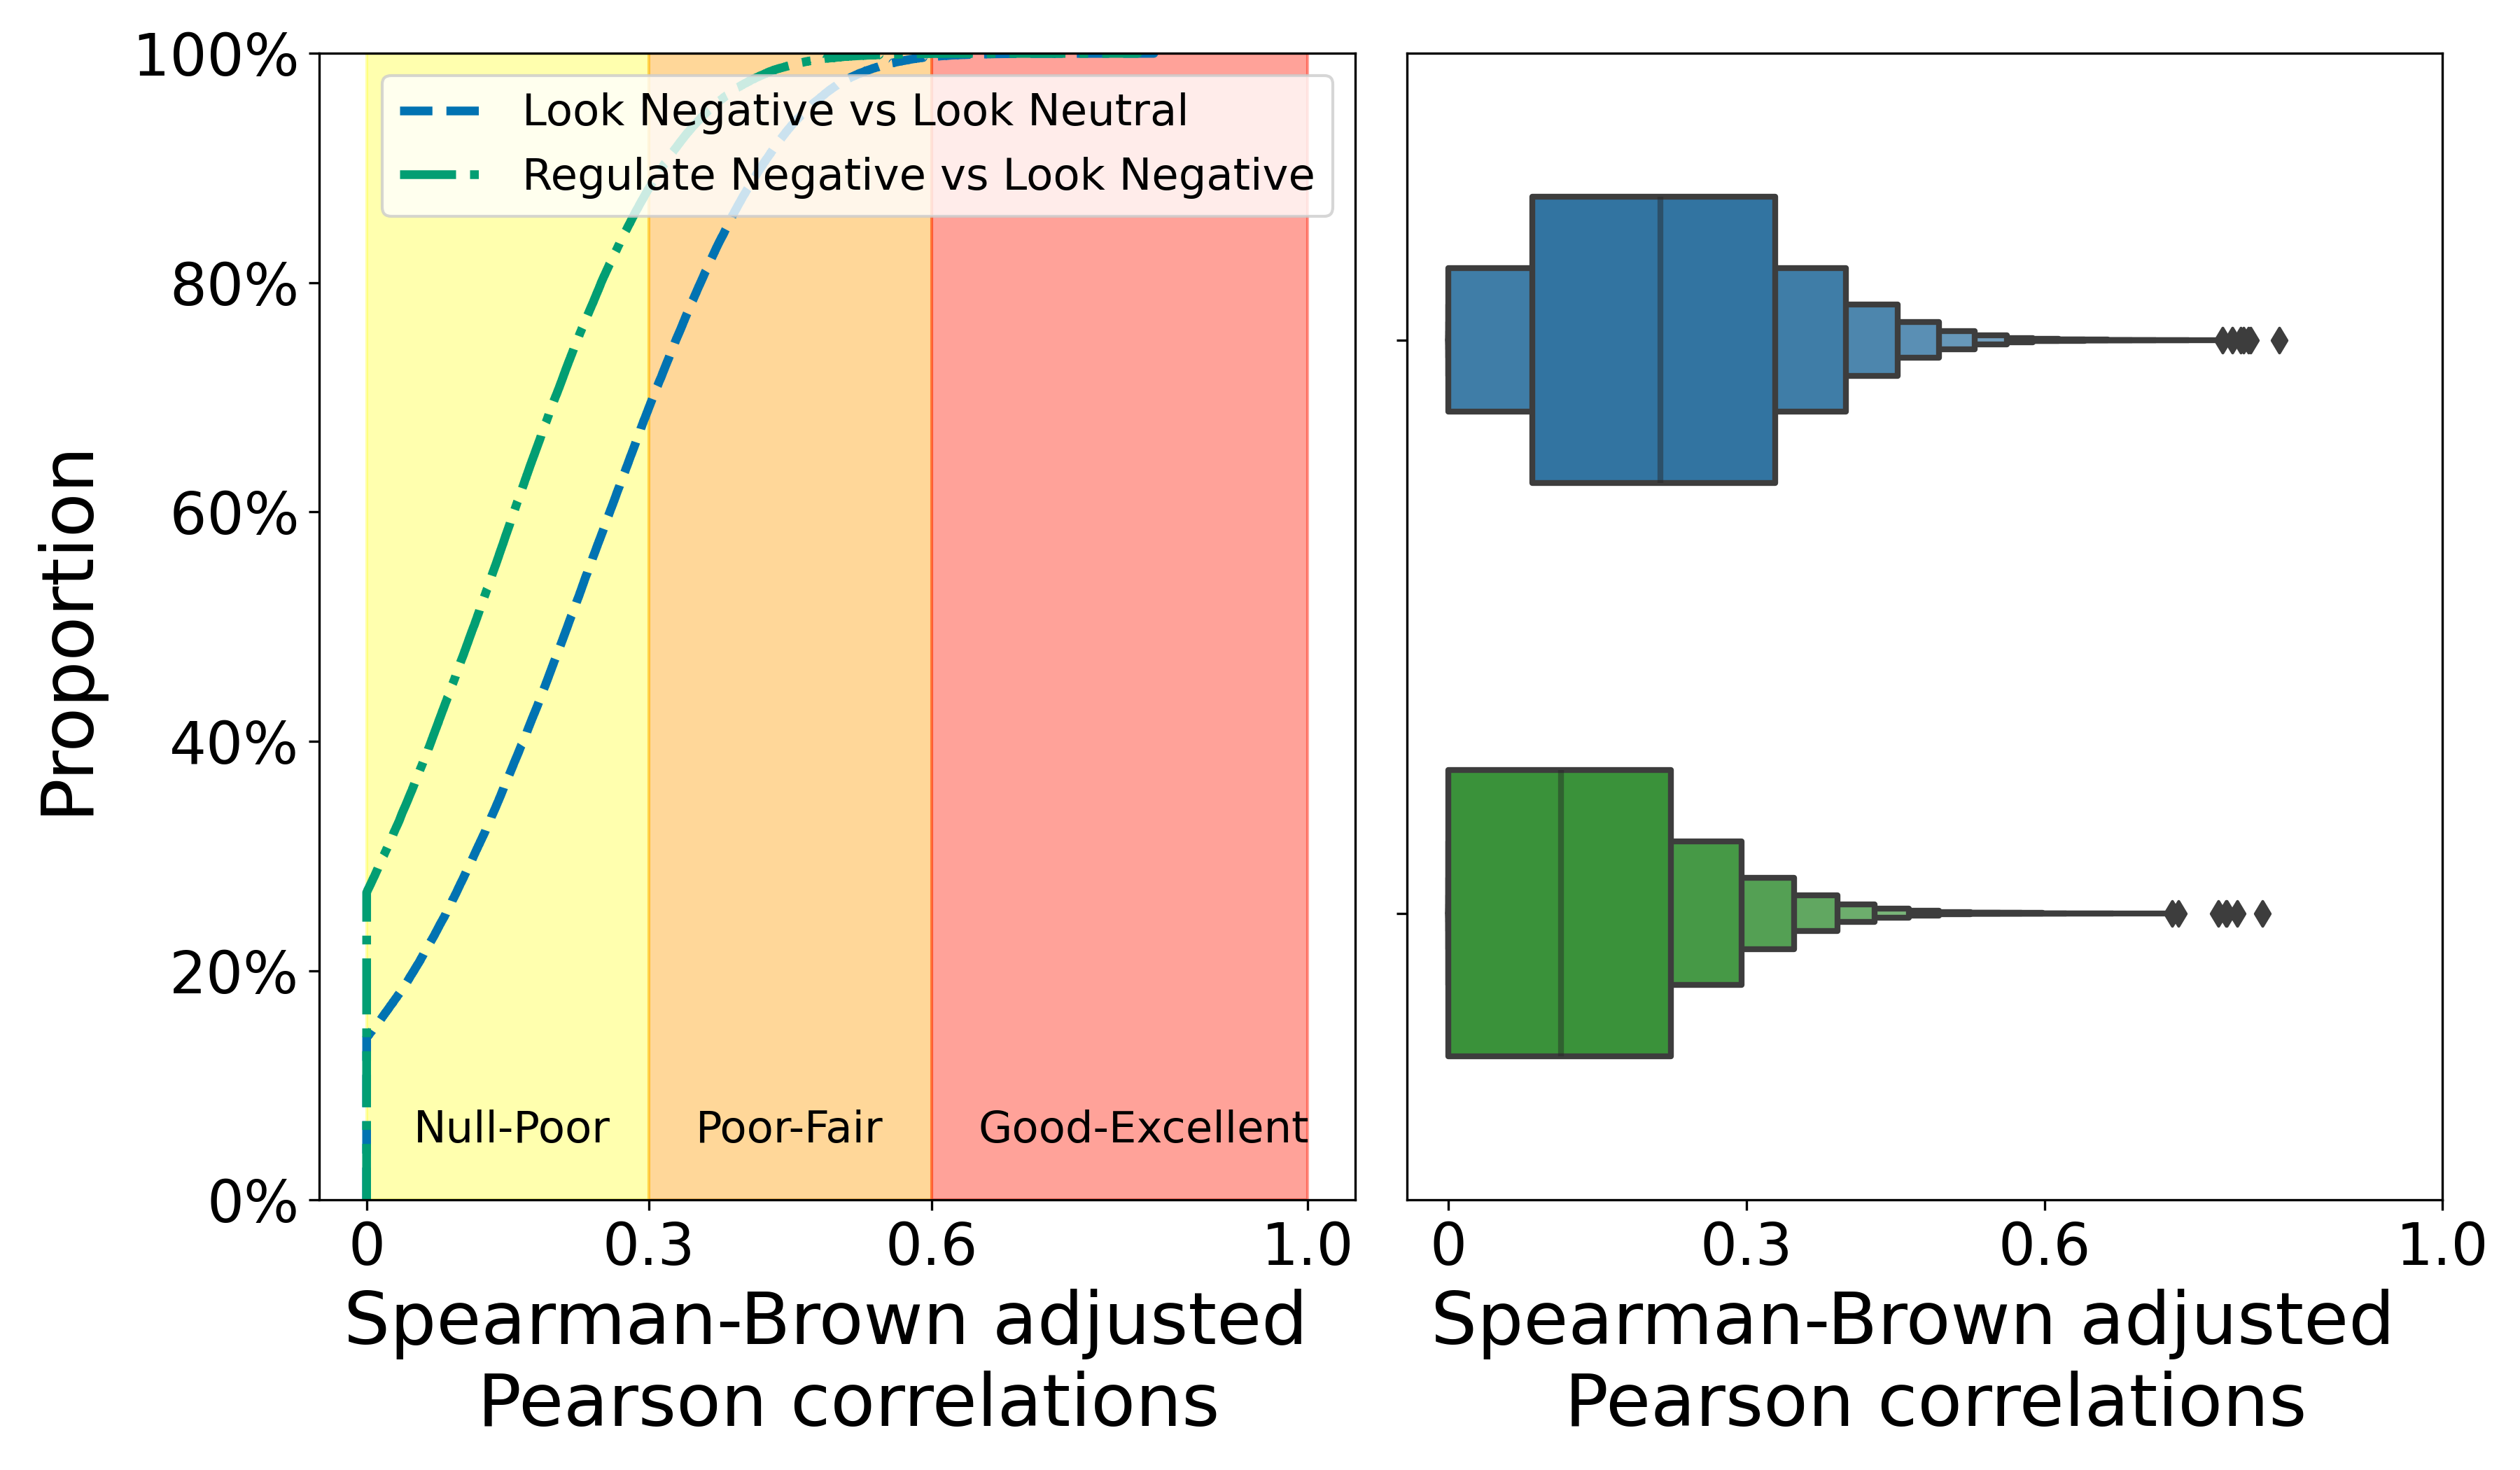 100%
80%
60%
40%
20%
0%
Proportion
Look Negative vs Look Neutral
Regulate Negative vs Look Negative
Null-Poor
Poor-Fair
Good-Excellent
0
0.3
0.6
1.0
Spearman-Brown adjusted
Pearson correlations
0
0.3
0.6
1.0
Spearman-Brown adjusted
Pearson correlations